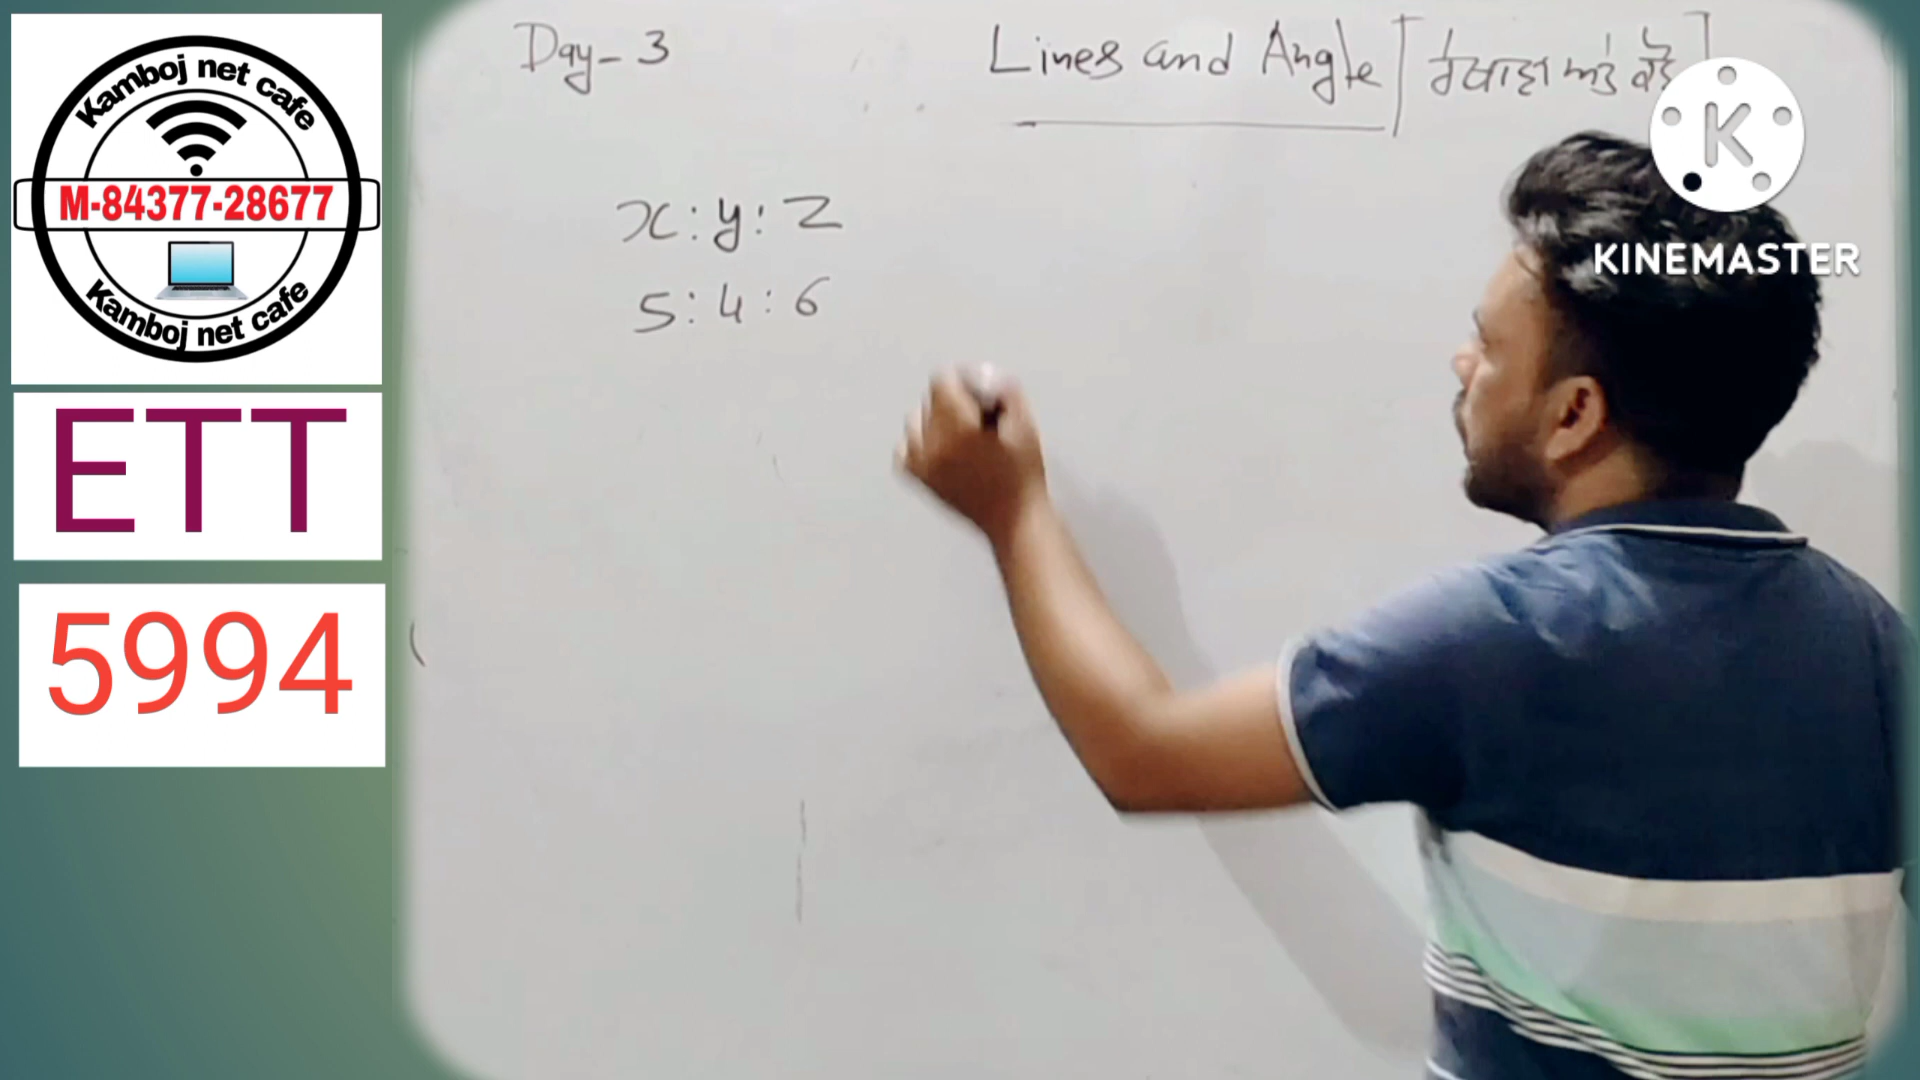 Kamboj net cafe
M-84377-28677
Kamboj net cafe
ETT
5994
Day-3
Lines and Angle [ਰੇਖਾਵਾਂ ਅਤੇ
x:y:z
5:4:6
K
KINEMASTER